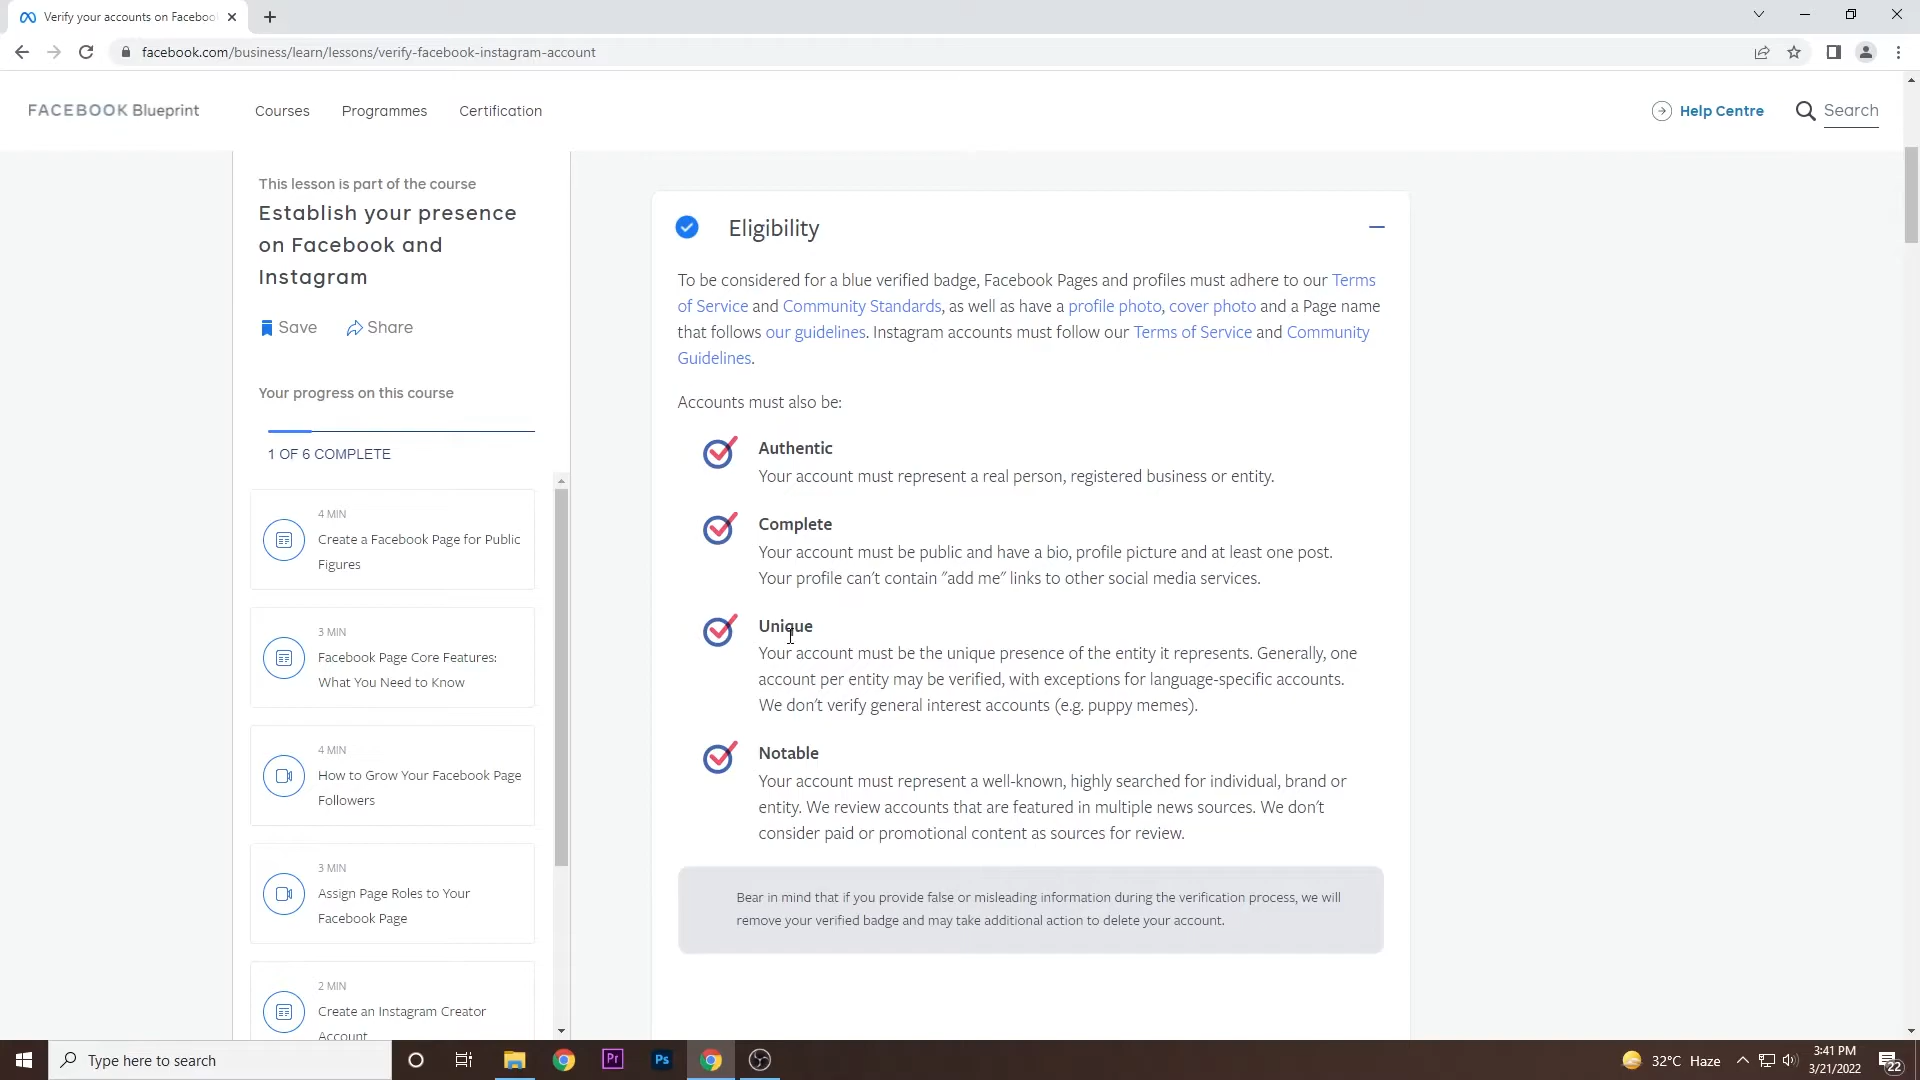 Verify your accounts on Faceboo
facebook.com/business/learn/lessons/verify-facebook-instagram-account
FACEBOOK Blueprint
Courses
Programmes
Certification
Help Centre
Search
This lesson is part of the course
Establish your presence
on Facebook and
Instagram
Save
Share
Your progress on this course
1 OF 6 COMPLETE
4 MIN
Create a Facebook Page for Public
Figures
3 MIN
Facebook Page Core Features:
What You Need to Know
4 MIN
How to Grow Your Facebook Page
Followers
3 MIN
Assign Page Roles to Your
Facebook Page
2 MIN
Create an Instagram Creator
Account
Eligibility
To be considered for a blue verified badge, Facebook Pages and profiles must adhere to our Terms
of Service and Community Standards, as well as have a profile photo, cover photo and a Page name
that follows our guidelines. Instagram accounts must follow our Terms of Service and Community
Guidelines.
Accounts must also be:
Authentic
Your account must represent a real person, registered business or entity.
Complete
Your account must be public and have a bio, profile picture and at least one post.
Your profile can't contain "add me" links to other social media services.
Unique
Your account must be the unique presence of the entity it represents. Generally, one
account per entity may be verified, with exceptions for language-specific accounts.
We don't verify general interest accounts (e.g. puppy memes).
Notable
Your account must represent a well-known, highly searched for individual, brand or
entity. We review accounts that are featured in multiple news sources. We don't
consider paid or promotional content as sources for review.
Bear in mind that if you provide false or misleading information during the verification process, we will
remove your verified badge and may take additional action to delete your account.
Type here to search
Pr
Ps
32°C Haze
3:41 PM
3/21/2022
22